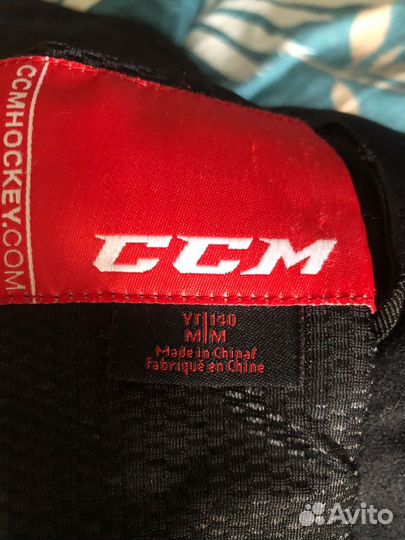 CCMHOCKEY.COM
CCM
YT|140
M|M
Made in China/
Fabriqué en Chine
Avito